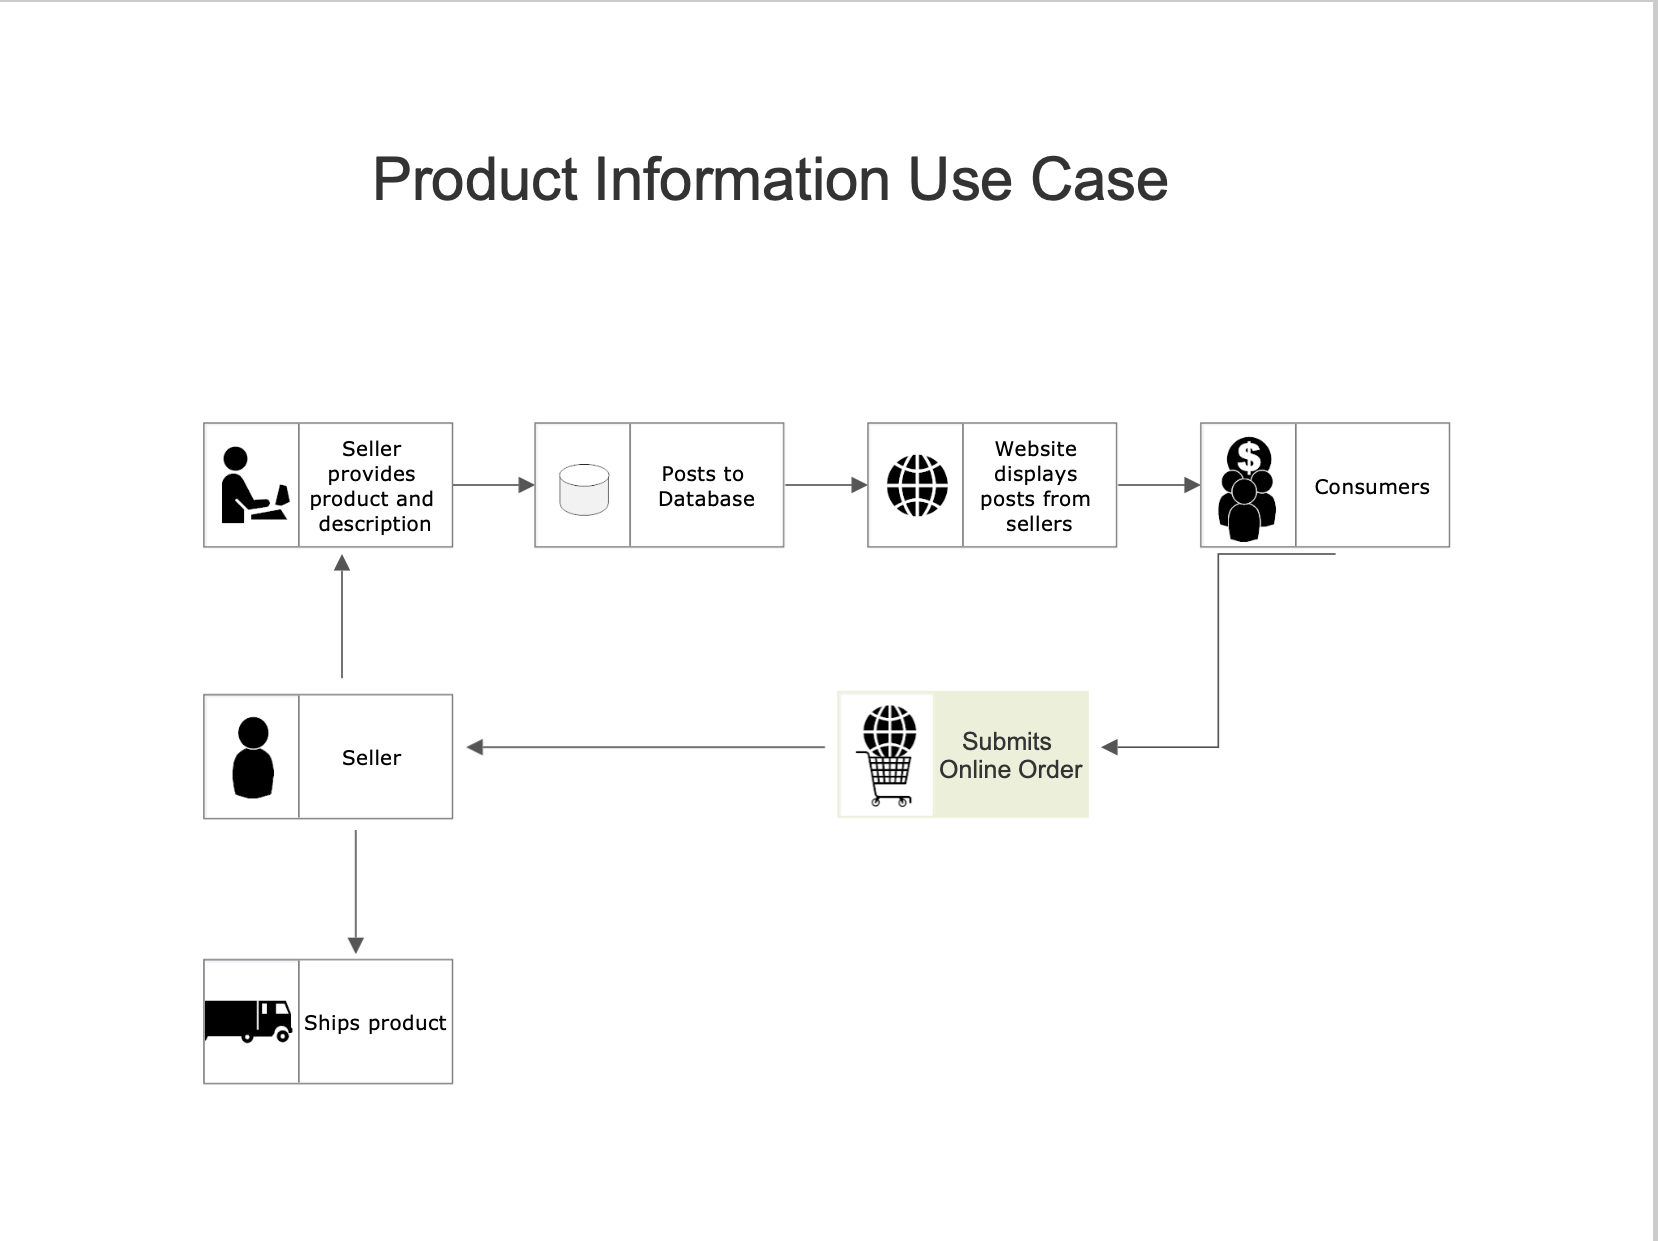 Product Information Use Case
Seller
provides
product and
description
Posts to
Database
Website
displays
posts from
sellers
$
Consumers
Seller
Submits
Online Order
Ships product